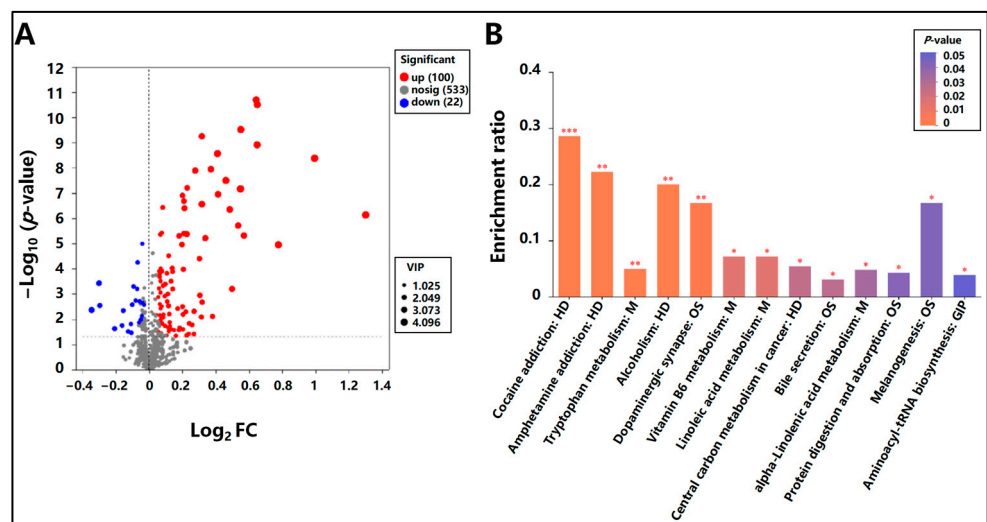 A
Significant
up (100)
nosig (533)
down (22)
VIP
1.025
2.049
3.073
4.096
−Log10 (p-value)
12
11
10
9
8
7
6
5
4
3
2
1
0
−0.4 −0.2 0 0.2 0.4 0.6 0.8 1 1.2 1.4
Log2 FC
B
P-value
0.05
0.04
0.03
0.02
0.01
0
Enrichment ratio
0.4
0.3
0.2
0.1
0
*** ** ** ** ** * * * * * * * *
Cocaine addiction: HD
Amphetamine addiction: HD
Tryptophan metabolism: M
Alcoholism: HD
Dopaminergic synapse: OS
Vitamin B6 metabolism: M
Linoleic acid metabolism: M
Central carbon metabolism in cancer: HD
Bile secretion: OS
alpha-Linolenic acid metabolism: M
Protein digestion and absorption: OS
Melanogenesis: OS
Aminoacyl-tRNA biosynthesis: GIP